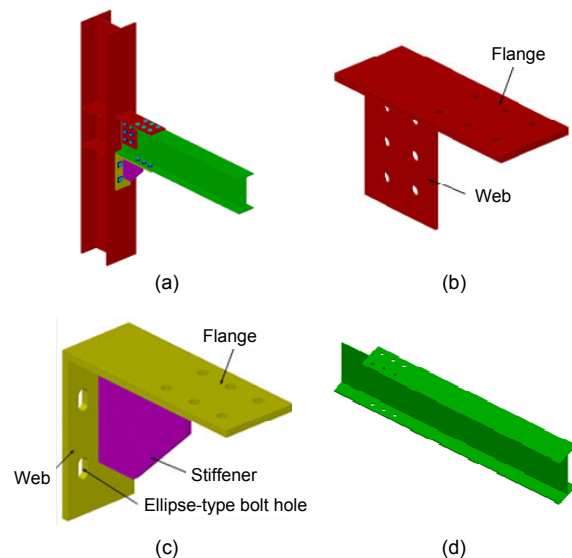 Flange
Web
(a)
(b)
Flange
Web
Stiffener
Ellipse-type bolt hole
(c)
(d)